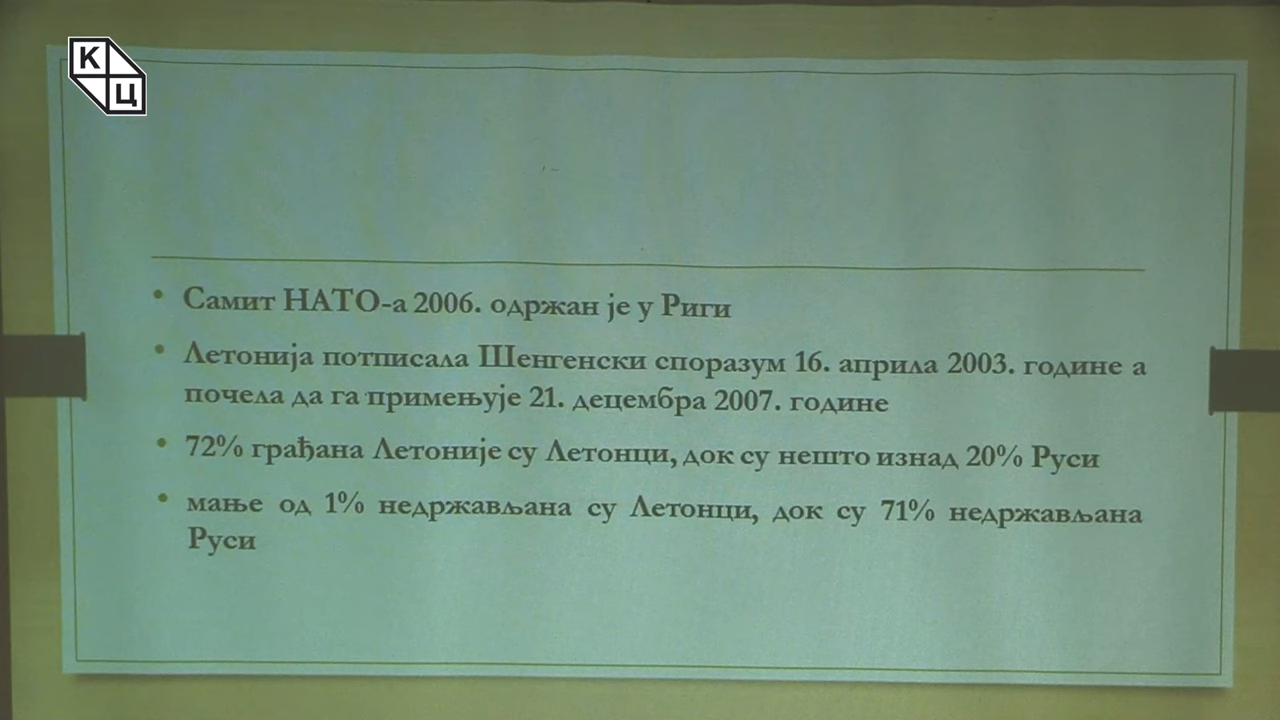 К
Ц
• Самит НАТО-а 2006. одржан је у Риги
• Летонија потписала Шенгенски споразум 16. априла 2003. године а
почела да га примењује 21. децембра 2007. године
• 72% грађана Летоније су Летонци, док су нешто изнад 20% Руси
• мање од 1% недржављана су Летонци, док су 71% недржављана
Руси